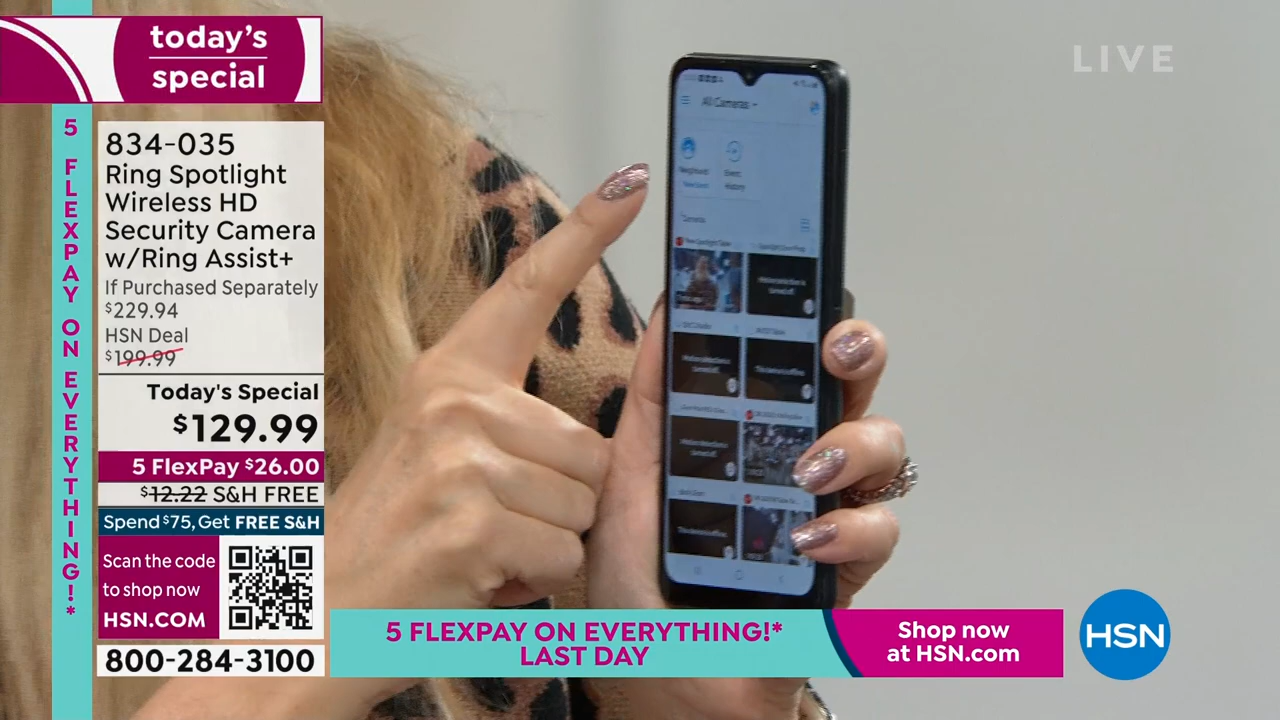 today's
special
5 FLEXPAY ON EVERYTHING!*
834-035
Ring Spotlight
Wireless HD
Security Camera
w/Ring Assist+
If Purchased Separately
$229.94
HSN Deal
$199.99
Today's Special
$129.99
5 FlexPay $26.00
$12.22 S&H FREE
Spend $75, Get FREE S&H
Scan the code
to shop now
HSN.COM
800-284-3100
LIVE
All Cameras
Event
History
Cameras
5 FLEXPAY ON EVERYTHING!*
LAST DAY
Shop now
at HSN.com
HSN